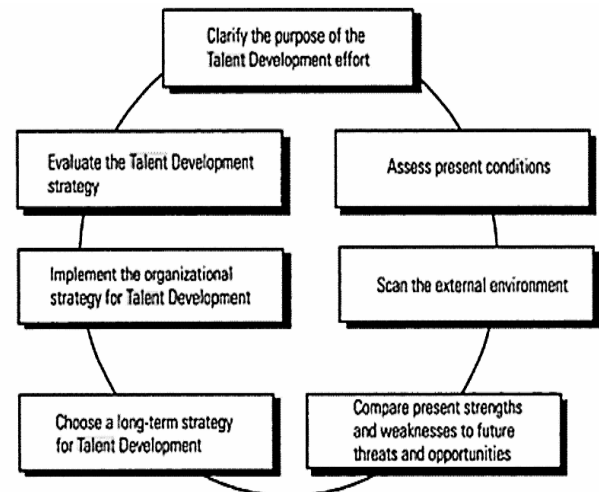 Clarify the purpose of the
Talent Development effort
Assess present conditions
Scan the external environment
Compare present strengths
and weaknesses to future
threats and opportunities
Choose a long-term strategy
for Talent Development
Implement the organizational
strategy for Talent Development
Evaluate the Talent Development
strategy